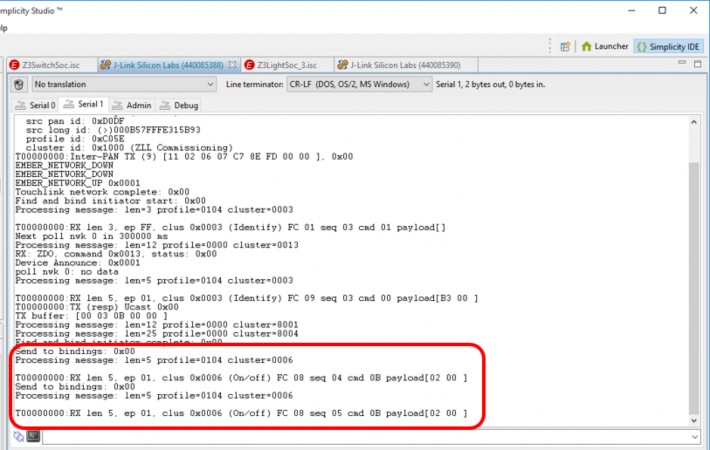 mplicity Studio ™
lp
Launcher
Simplicity IDE
Z3SwitchSoc.isc
J-Link Silicon Labs (440085388)
Z3LightSoc_3.isc
J-Link Silicon Labs (440085390)
No translation
Line terminator:
CR-LF (DOS, OS/2, MS Windows)
Serial 1, 2 bytes out, 0 bytes in.
Serial 0
Serial 1
Admin
Debug
src pan id: 0xD0DF
src long id: (>)000B57FFFE315B93
profile id: 0xC05E
cluster id: 0x1000 (ZLL Commissioning)
T00000000:Inter-PAN TX (9) [11 02 06 07 C7 8E FD 00 00 ], 0x00
EMBER_NETWORK_DOWN
EMBER_NETWORK_DOWN
EMBER_NETWORK_UP 0x0001
Touchlink network complete: 0x00
Find and bind initiator start: 0x00
Processing message: len=3 profile=0104 cluster=0003
T00000000:RX len 3, ep FF, clus 0x0003 (Identify) FC 01 seq 03 cmd 01 payload[]
Next poll nwk 0 in 300000 ms
Processing message: len=12 profile=0000 cluster=0013
RX: ZDO, command 0x0013, status: 0x00
Device Announce: 0x0001
poll nwk 0: no data
Processing message: len=5 profile=0104 cluster=0003
T00000000:RX len 5, ep 01, clus 0x0003 (Identify) FC 09 seq 03 cmd 00 payload[B3 00 ]
T00000000:TX (resp) Ucast 0x00
TX buffer: [00 03 0B 00 00 ]
Processing message: len=12 profile=0000 cluster=8001
Processing message: len=25 profile=0000 cluster=8004
Find and bind initiator complete: 0x00
Send to bindings: 0x00
Processing message: len=5 profile=0104 cluster=0006
T00000000:RX len 5, ep 01, clus 0x0006 (On/off) FC 08 seq 04 cmd 0B payload[02 00 ]
Send to bindings: 0x00
Processing message: len=5 profile=0104 cluster=0006
T00000000:RX len 5, ep 01, clus 0x0006 (On/off) FC 08 seq 05 cmd 0B payload[02 00 ]